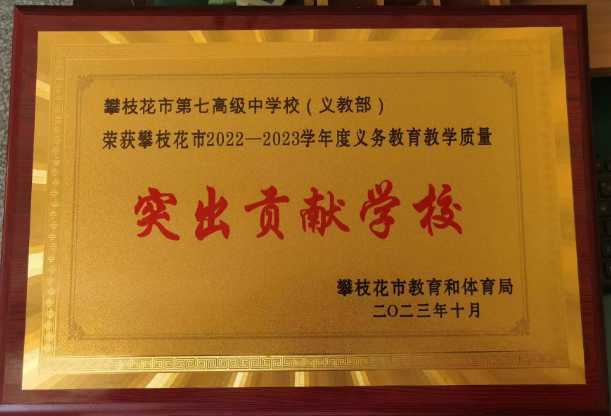 攀枝花市第七高级中学校（义教部）
荣获攀枝花市2022—2023学年度义务教育教学质量
突出贡献学校
攀枝花市教育和体育局
二〇二三年十月